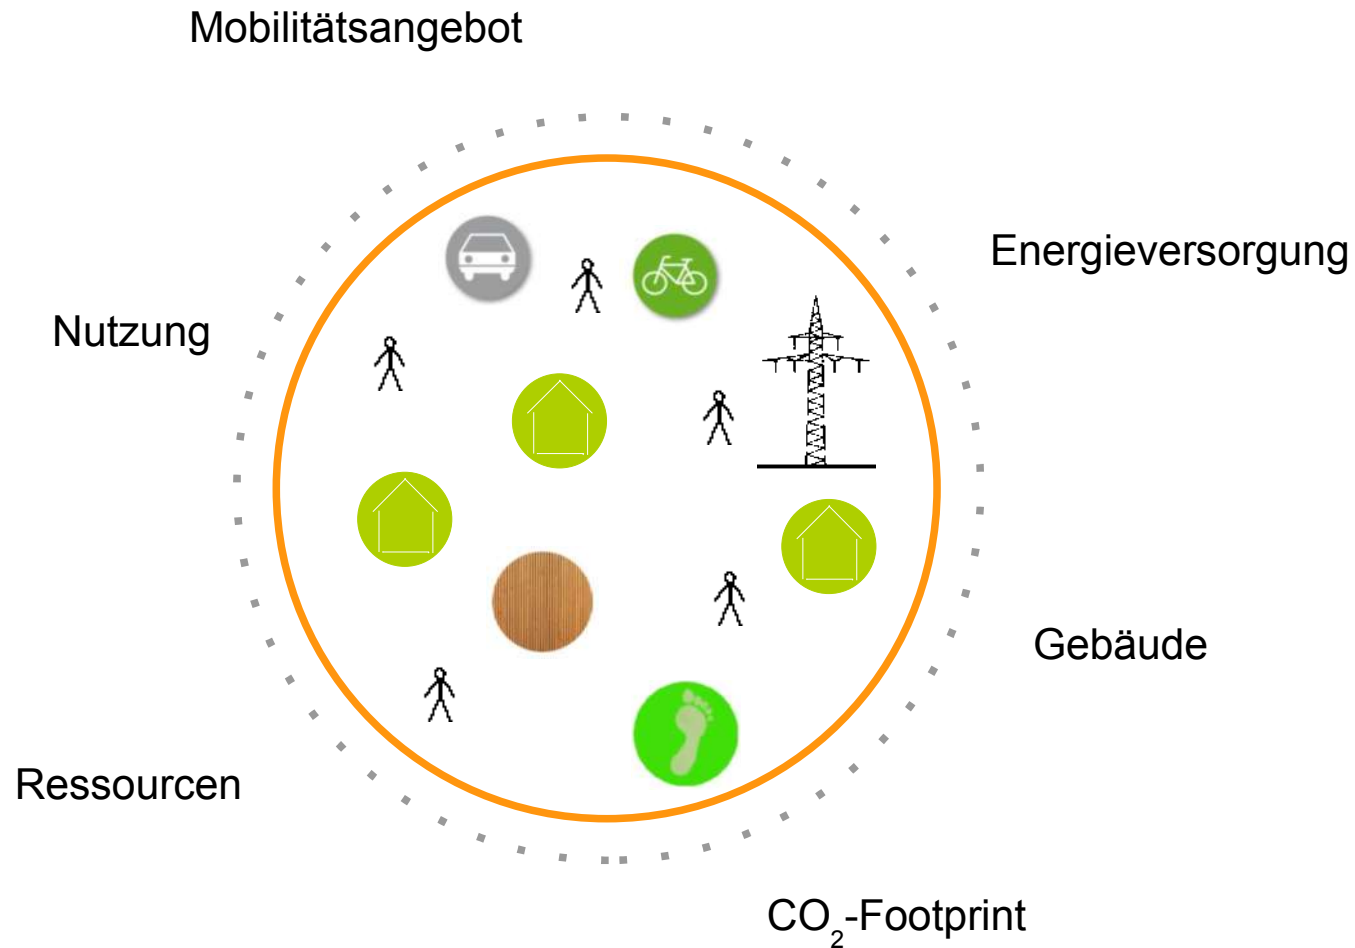 Mobilitätsangebot
Energieversorgung
Nutzung
Gebäude
Ressourcen
CO₂-Footprint